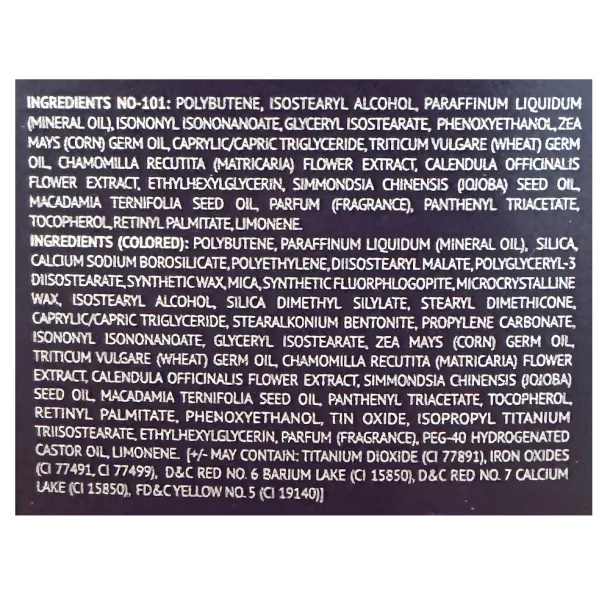 INGREDIENTS NO-101: POLYBUTENE, ISOSTEARYL ALCOHOL, PARAFFINUM LIQUIDUM
(MINERAL OIL), ISONONYL ISONONANOATE, GLYCERYL ISOSTEARATE, PHENOXYETHANOL, ZEA
MAYS (CORN) GERM OIL, CAPRYLIC/CAPRIC TRIGLYCERIDE, TRITICUM VULGARE (WHEAT) GERM
OIL, CHAMOMILLA RECUTITA (MATRICARIA) FLOWER EXTRACT, CALENDULA OFFICINALIS
FLOWER EXTRACT, ETHYLHEXYLGLYCERIN, SIMMONDSIA CHINENSIS (JOJOBA) SEED OIL,
MACADAMIA TERNIFOLIA SEED OIL, PARFUM (FRAGRANCE), PANTHENYL TRIACETATE,
TOCOPHEROL, RETINYL PALMITATE, LIMONENE.
INGREDIENTS (COLORED): POLYBUTENE, PARAFFINUM LIQUIDUM (MINERAL OIL), SILICA,
CALCIUM SODIUM BOROSILICATE, POLYETHYLENE, DIISOSTEARYL MALATE, POLYGLYCERYL-3
DIISOSTEARATE, SYNTHETIC WAX, MICA, SYNTHETIC FLUORPHLOGOPITE, MICROCRYSTALLINE
WAX, ISOSTEARYL ALCOHOL, SILICA DIMETHYL SILYLATE, STEARYL DIMETHICONE,
CAPRYLIC/CAPRIC TRIGLYCERIDE, STEARALKONIUM BENTONITE, PROPYLENE CARBONATE,
ISONONYL ISONONANOATE, GLYCERYL ISOSTEARATE, ZEA MAYS (CORN) GERM OIL,
TRITICUM VULGARE (WHEAT) GERM OIL, CHAMOMILLA RECUTITA (MATRICARIA) FLOWER
EXTRACT, CALENDULA OFFICINALIS FLOWER EXTRACT, SIMMONDSIA CHINENSIS (JOJOBA)
SEED OIL, MACADAMIA TERNIFOLIA SEED OIL, PANTHENYL TRIACETATE, TOCOPHEROL,
RETINYL PALMITATE, PHENOXYETHANOL, TIN OXIDE, ISOPROPYL TITANIUM
TRIISOSTEARATE, ETHYLHEXYLGLYCERIN, PARFUM (FRAGRANCE), PEG-40 HYDROGENATED
CASTOR OIL, LIMONENE. [+/- MAY CONTAIN: TITANIUM DIOXIDE (CI 77891), IRON OXIDES
(CI 77491, CI 77499), D&C RED NO. 6 BARIUM LAKE (CI 15850), D&C RED NO. 7 CALCIUM
LAKE (CI 15850), FD&C YELLOW NO. 5 (CI 19140)]